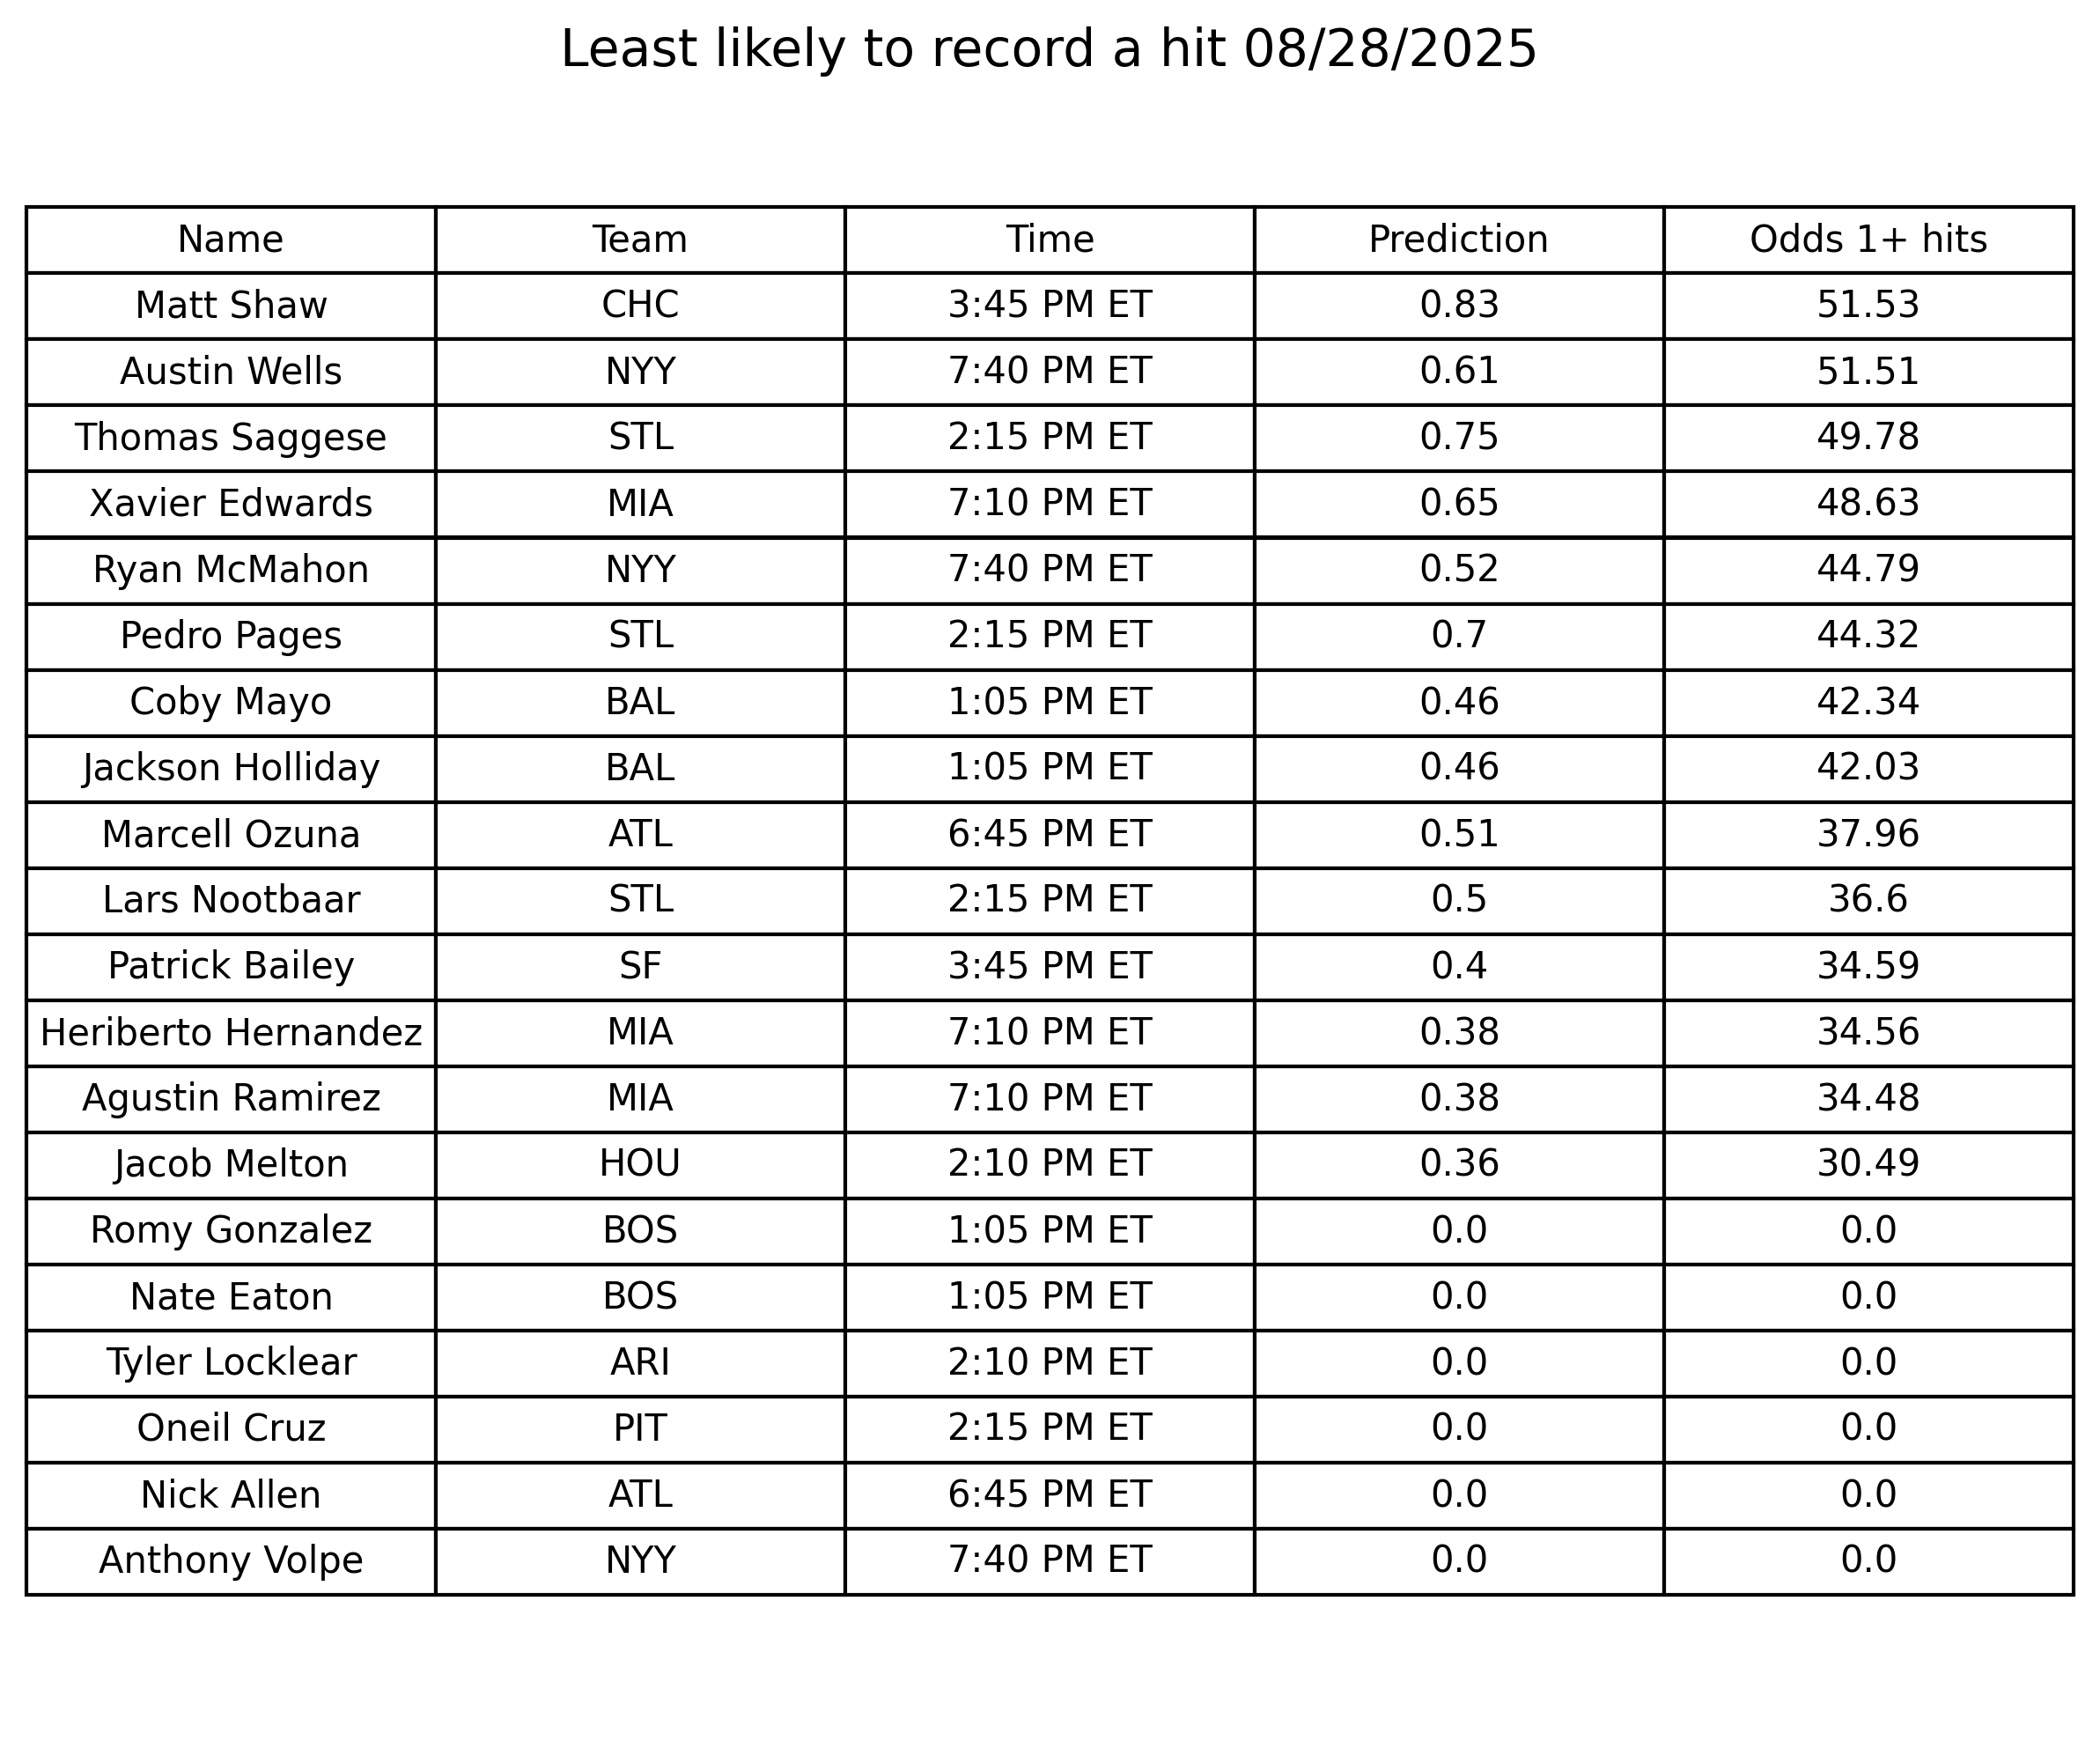 Least likely to record a hit 08/28/2025
Name Team Time Prediction Odds 1+ hits
Matt Shaw CHC 3:45 PM ET 0.83 51.53
Austin Wells NYY 7:40 PM ET 0.61 51.51
Thomas Saggese STL 2:15 PM ET 0.75 49.78
Xavier Edwards MIA 7:10 PM ET 0.65 48.63
Ryan McMahon NYY 7:40 PM ET 0.52 44.79
Pedro Pages STL 2:15 PM ET 0.7 44.32
Coby Mayo BAL 1:05 PM ET 0.46 42.34
Jackson Holliday BAL 1:05 PM ET 0.46 42.03
Marcell Ozuna ATL 6:45 PM ET 0.51 37.96
Lars Nootbaar STL 2:15 PM ET 0.5 36.6
Patrick Bailey SF 3:45 PM ET 0.4 34.59
Heriberto Hernandez MIA 7:10 PM ET 0.38 34.56
Agustin Ramirez MIA 7:10 PM ET 0.38 34.48
Jacob Melton HOU 2:10 PM ET 0.36 30.49
Romy Gonzalez BOS 1:05 PM ET 0.0 0.0
Nate Eaton BOS 1:05 PM ET 0.0 0.0
Tyler Locklear ARI 2:10 PM ET 0.0 0.0
Oneil Cruz PIT 2:15 PM ET 0.0 0.0
Nick Allen ATL 6:45 PM ET 0.0 0.0
Anthony Volpe NYY 7:40 PM ET 0.0 0.0